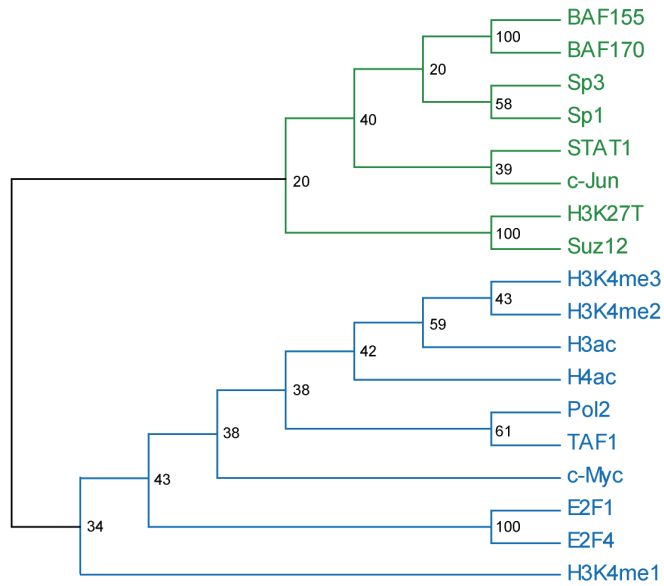 BAF155
100
BAF170
20
Sp3
58
Sp1
40
STAT1
39
c-Jun
20
H3K27T
100
Suz12
H3K4me3
43
H3K4me2
59
H3ac
42
H4ac
38
Pol2
61
TAF1
38
c-Myc
43
E2F1
100
E2F4
34
H3K4me1